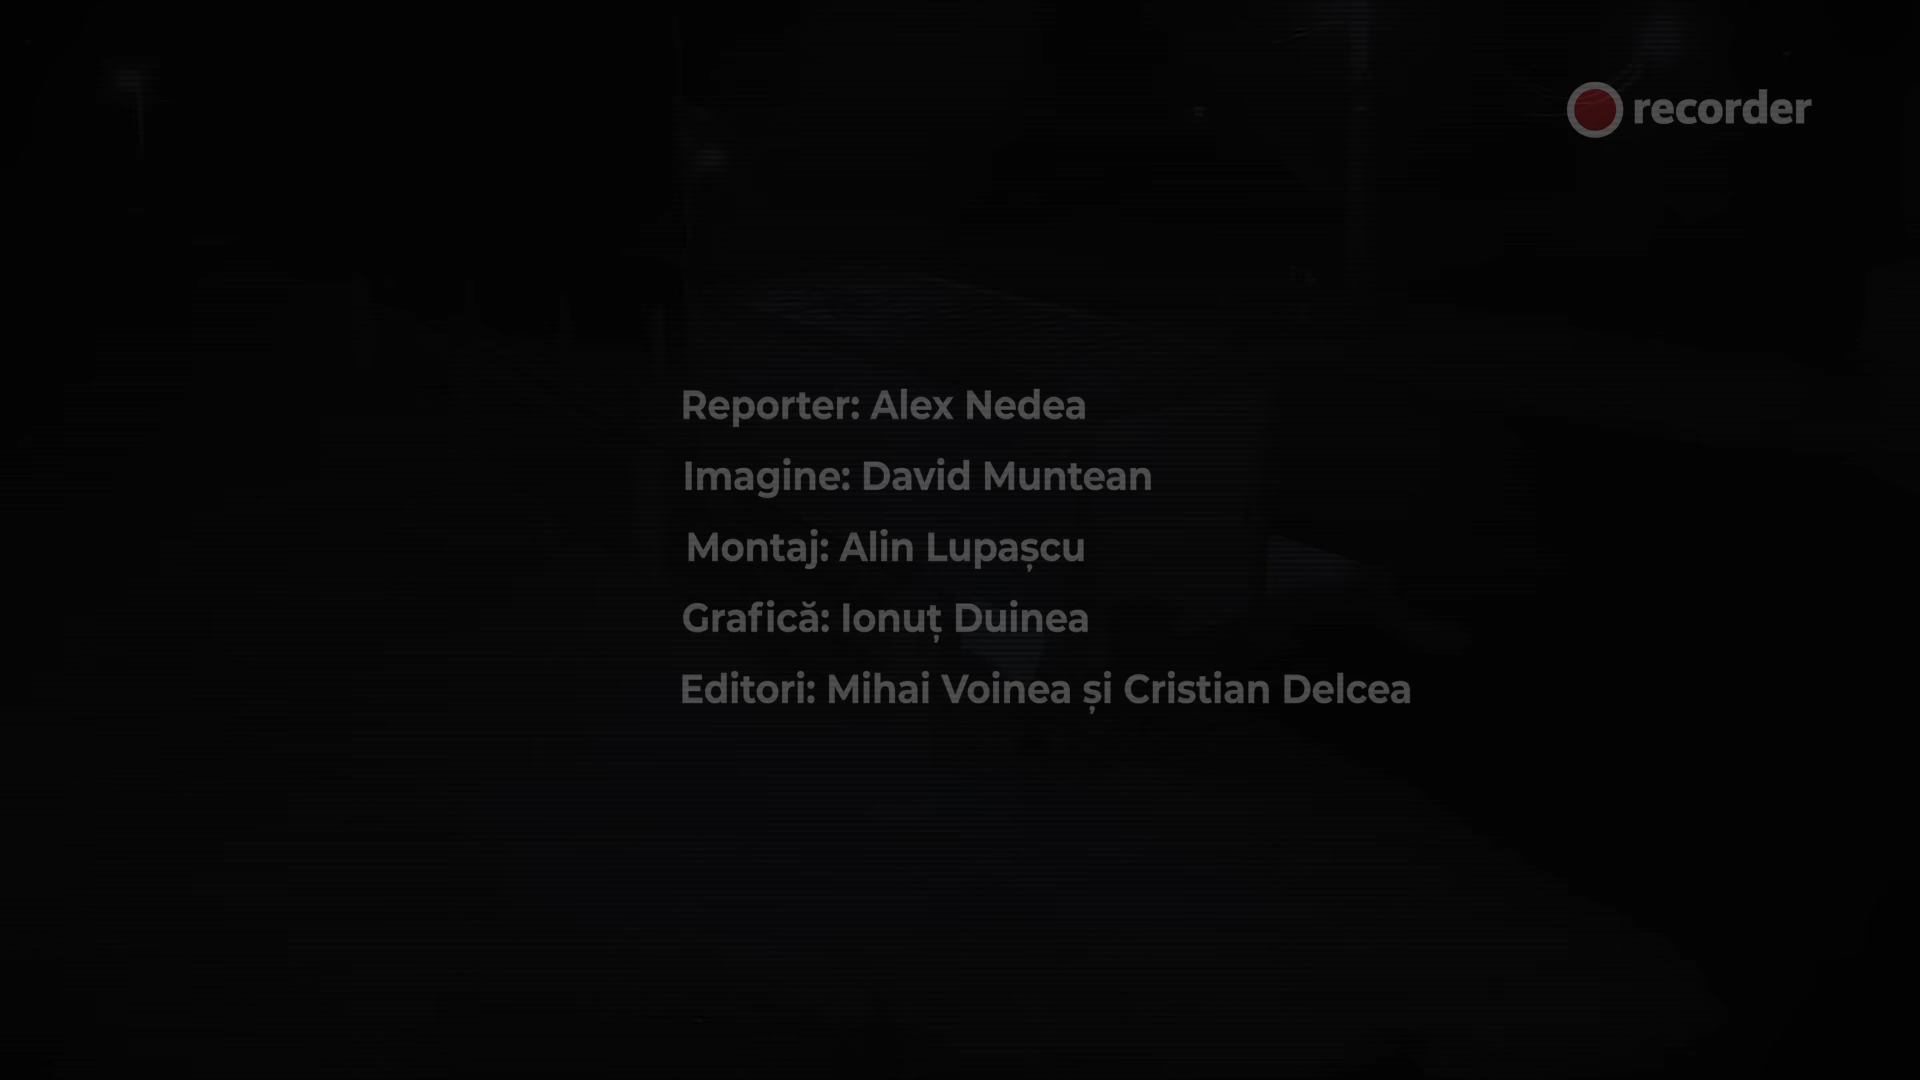 recorder
Reporter: Alex Nedea
Imagine: David Muntean
Montaj: Alin Lupașcu
Grafică: Ionuț Duinea
Editori: Mihai Voinea și Cristian Delcea